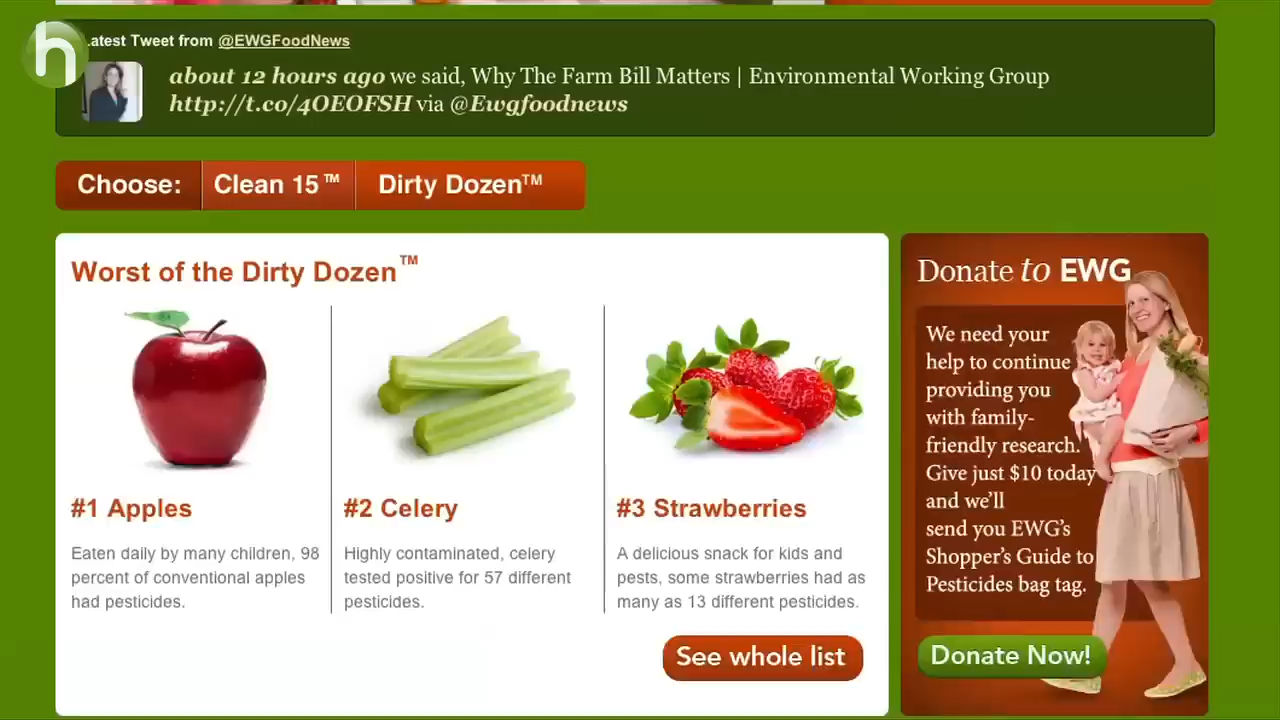 h
Latest Tweet from @EWGFoodNews
about 12 hours ago we said, Why The Farm Bill Matters | Environmental Working Group
http://t.co/4OEOFSH via @Ewgfoodnews
Choose: Clean 15™ Dirty Dozen™
Worst of the Dirty Dozen™
#1 Apples
Eaten daily by many children, 98
percent of conventional apples
had pesticides.
#2 Celery
Highly contaminated, celery
tested positive for 57 different
pesticides.
#3 Strawberries
A delicious snack for kids and
pests, some strawberries had as
many as 13 different pesticides.
See whole list
Donate to EWG
We need your
help to continue
providing you
with family-
friendly research.
Give just $10 today
and we'll
send you EWG's
Shopper's Guide to
Pesticides bag tag.
Donate Now!